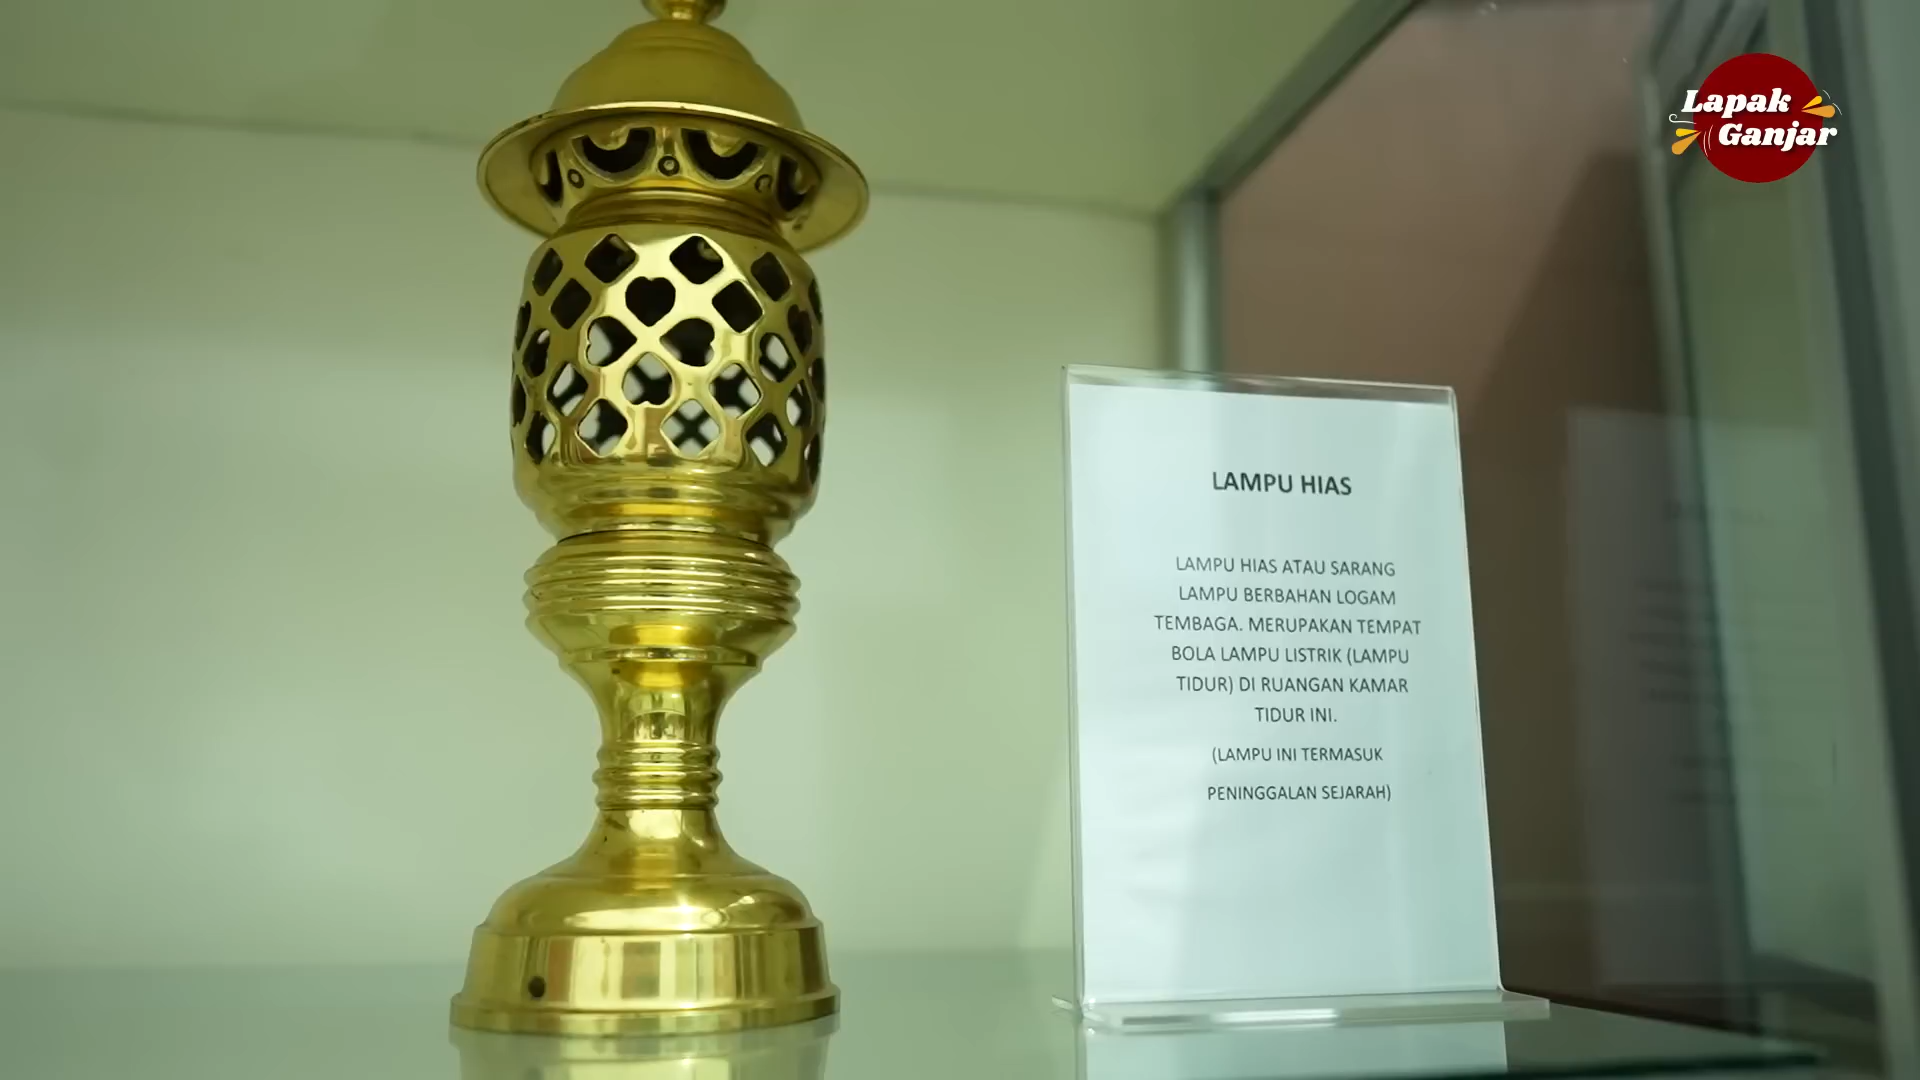 Lapak
Ganjar
LAMPU HIAS
LAMPU HIAS ATAU SARANG
LAMPU BERBAHAN LOGAM
TEMBAGA. MERUPAKAN TEMPAT
BOLA LAMPU LISTRIK (LAMPU
TIDUR) DI RUANGAN KAMAR
TIDUR INI.
(LAMPU INI TERMASUK
PENINGGALAN SEJARAH)